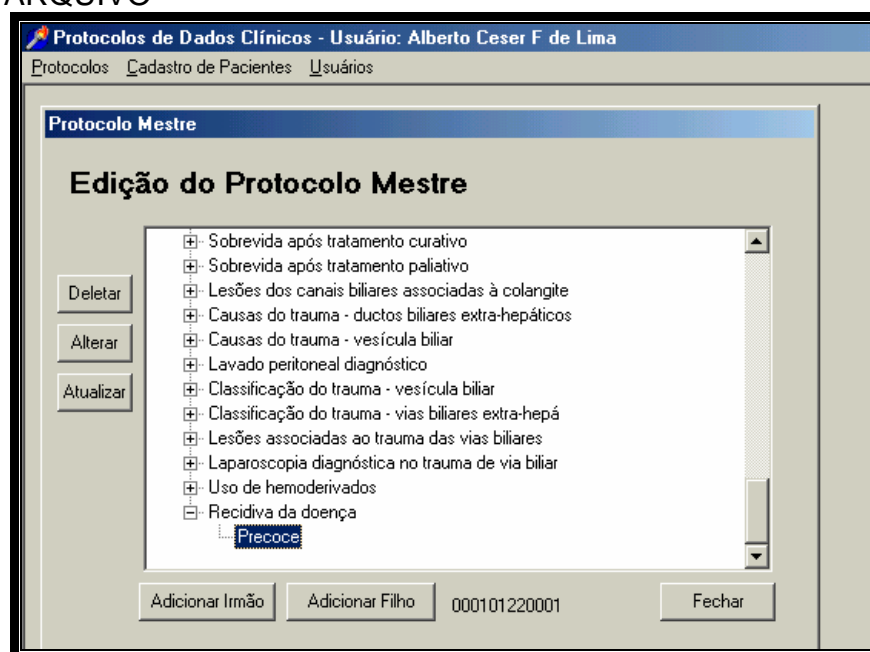 ARQUIVO
Protocolos de Dados Clínicos - Usuário: Alberto Ceser F de Lima
Protocolos Cadastro de Pacientes Usuários
Protocolo Mestre
Edição do Protocolo Mestre
Sobrevida após tratamento curativo
Sobrevida após tratamento paliativo
Lesões dos canais biliares associadas à colangite
Causas do trauma - ductos biliares extra-hepáticos
Causas do trauma - vesícula biliar
Lavado peritoneal diagnóstico
Classificação do trauma - vesícula biliar
Classificação do trauma - vias biliares extra-hepá
Lesões associadas ao trauma das vias biliares
Laparoscopia diagnóstica no trauma de via biliar
Uso de hemoderivados
Recidiva da doença
Precoce
Deletar
Alterar
Atualizar
Adicionar Irmão Adicionar Filho 000101220001 Fechar